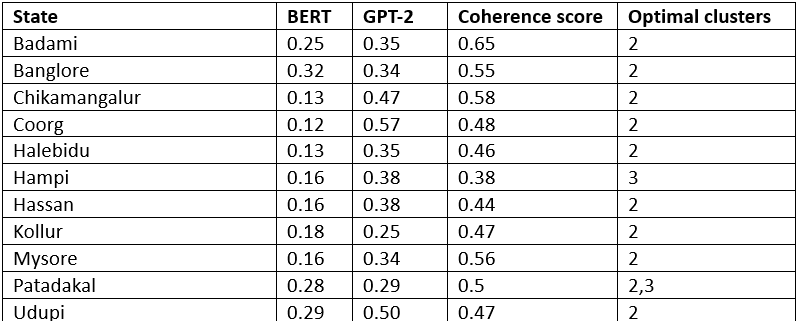 State BERT GPT-2 Coherence score Optimal clusters
Badami 0.25 0.35 0.65 2
Banglore 0.32 0.34 0.55 2
Chikamangalur 0.13 0.47 0.58 2
Coorg 0.12 0.57 0.48 2
Halebidu 0.13 0.35 0.46 2
Hampi 0.16 0.38 0.38 3
Hassan 0.16 0.38 0.44 2
Kollur 0.18 0.25 0.47 2
Mysore 0.16 0.34 0.56 2
Patadakal 0.28 0.29 0.5 2,3
Udupi 0.29 0.50 0.47 2